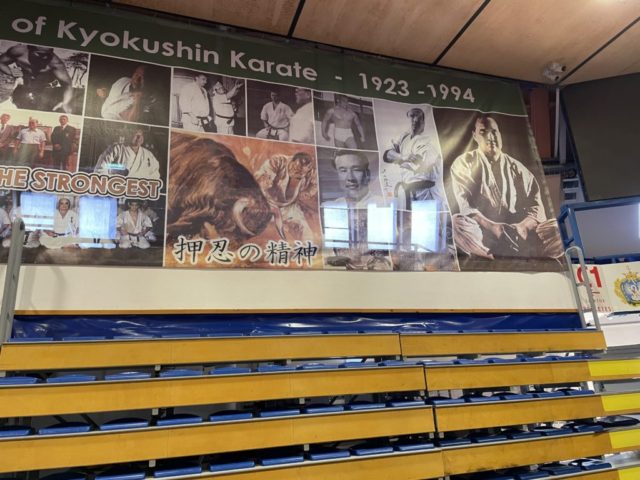 of Kyokushin Karate - 1923 - 1994
THE STRONGEST
押忍の精神